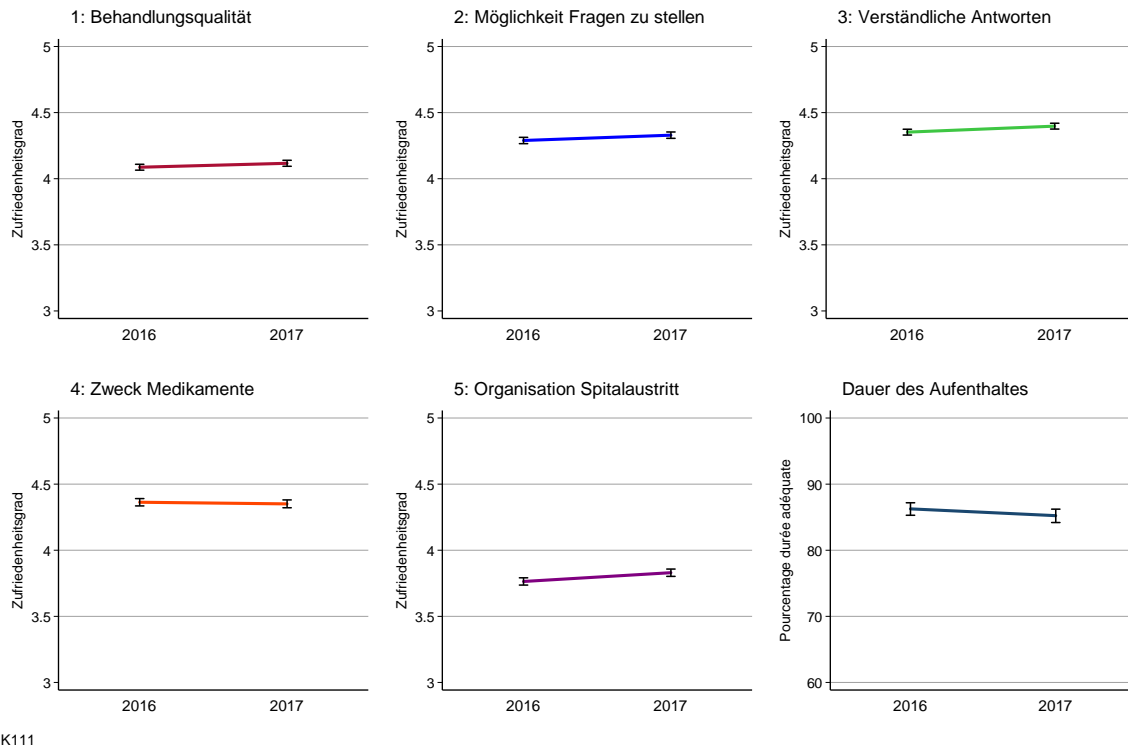 1: Behandlungsqualität
Zufriedenheitsgrad
5
4.5
4
3.5
3
2016 2017
2: Möglichkeit Fragen zu stellen
Zufriedenheitsgrad
5
4.5
4
3.5
3
2016 2017
3: Verständliche Antworten
Zufriedenheitsgrad
5
4.5
4
3.5
3
2016 2017
4: Zweck Medikamente
Zufriedenheitsgrad
5
4.5
4
3.5
3
2016 2017
5: Organisation Spitalaustritt
Zufriedenheitsgrad
5
4.5
4
3.5
3
2016 2017
Dauer des Aufenthaltes
Pourcentage durée adéquate
100
90
80
70
60
2016 2017
K111